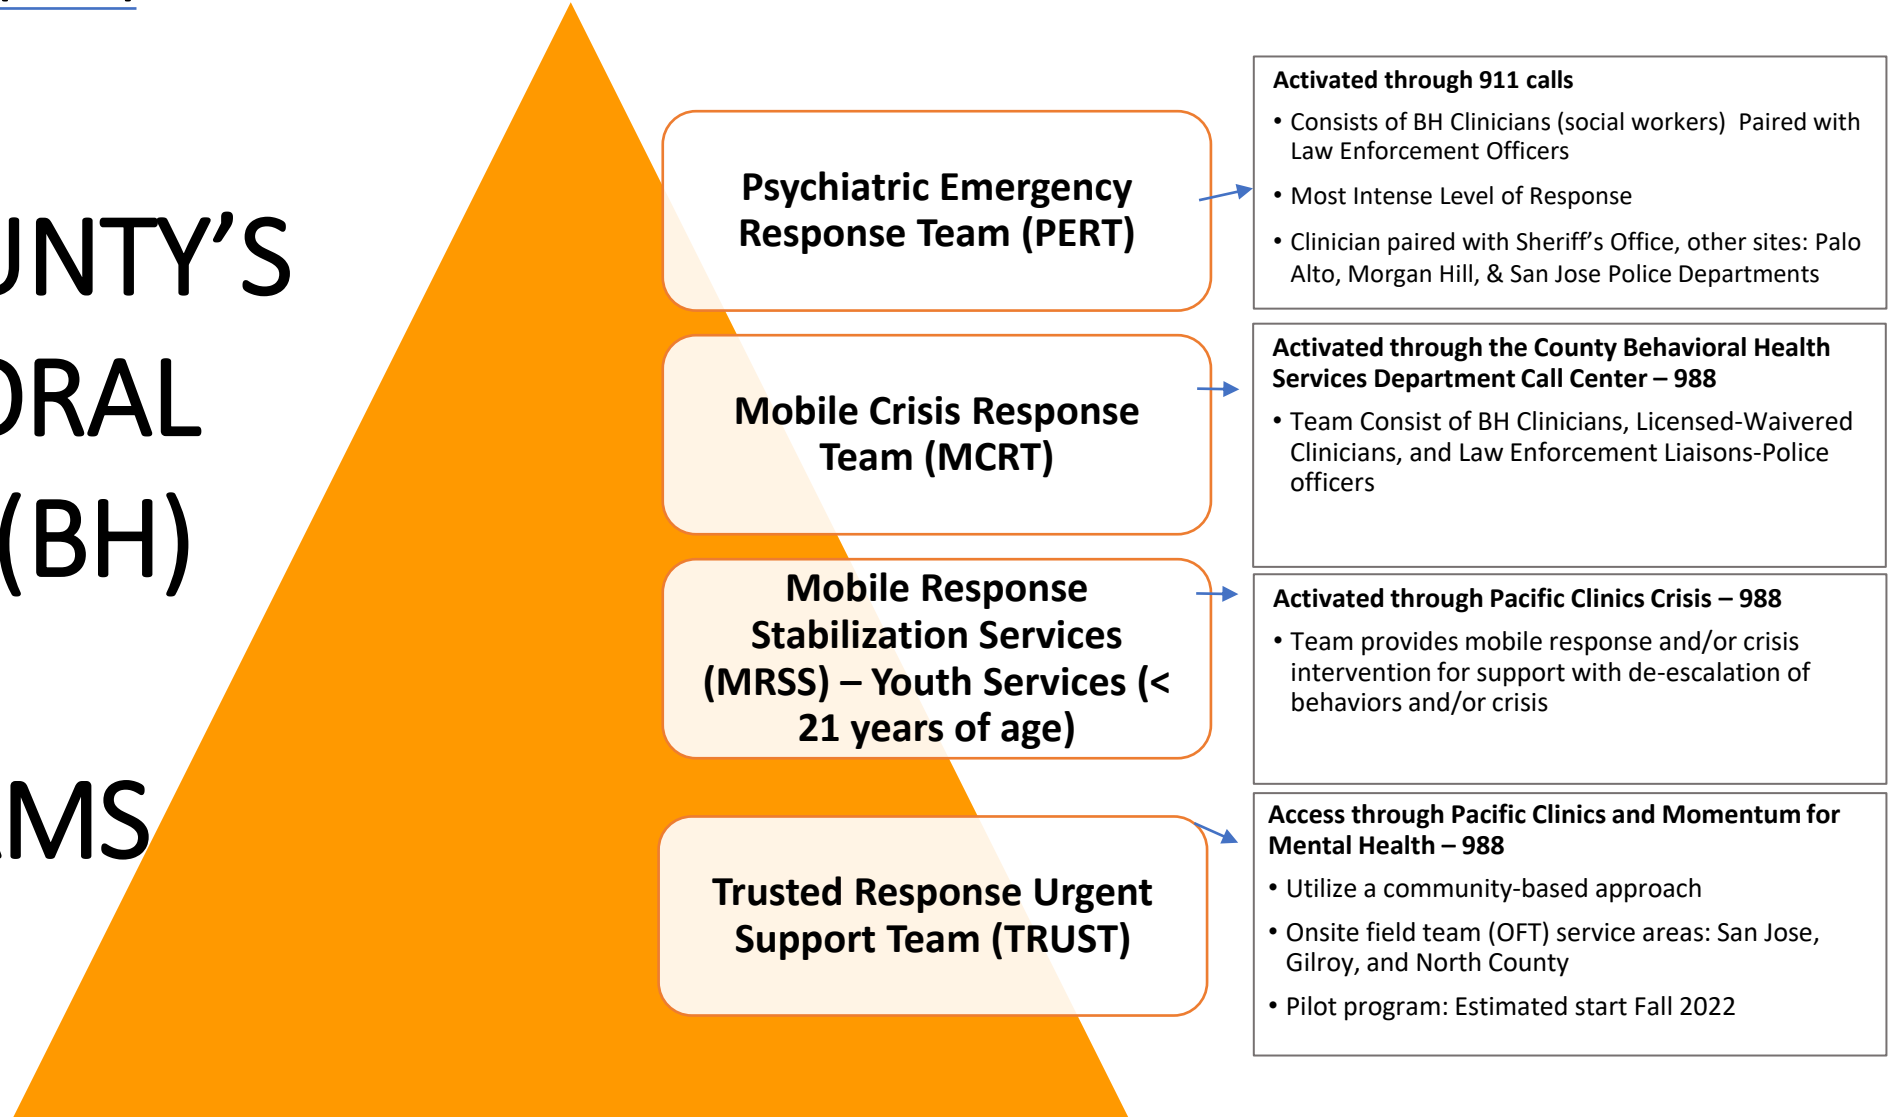 UNTY’S
ORAL
(BH)
AMS
Psychiatric Emergency
Response Team (PERT)
Activated through 911 calls
• Consists of BH Clinicians (social workers)  Paired with
Law Enforcement Officers
• Most Intense Level of Response
• Clinician paired with Sheriff’s Office, other sites: Palo
Alto, Morgan Hill, & San Jose Police Departments
Mobile Crisis Response
Team (MCRT)
Activated through the County Behavioral Health
Services Department Call Center – 988
• Team Consist of BH Clinicians, Licensed-Waivered
Clinicians, and Law Enforcement Liaisons-Police
officers
Mobile Response
Stabilization Services
(MRSS) – Youth Services (<
21 years of age)
Activated through Pacific Clinics Crisis – 988
• Team provides mobile response and/or crisis
intervention for support with de-escalation of
behaviors and/or crisis
Trusted Response Urgent
Support Team (TRUST)
Access through Pacific Clinics and Momentum for
Mental Health – 988
• Utilize a community-based approach
• Onsite field team (OFT) service areas: San Jose,
Gilroy, and North County
• Pilot program: Estimated start Fall 2022